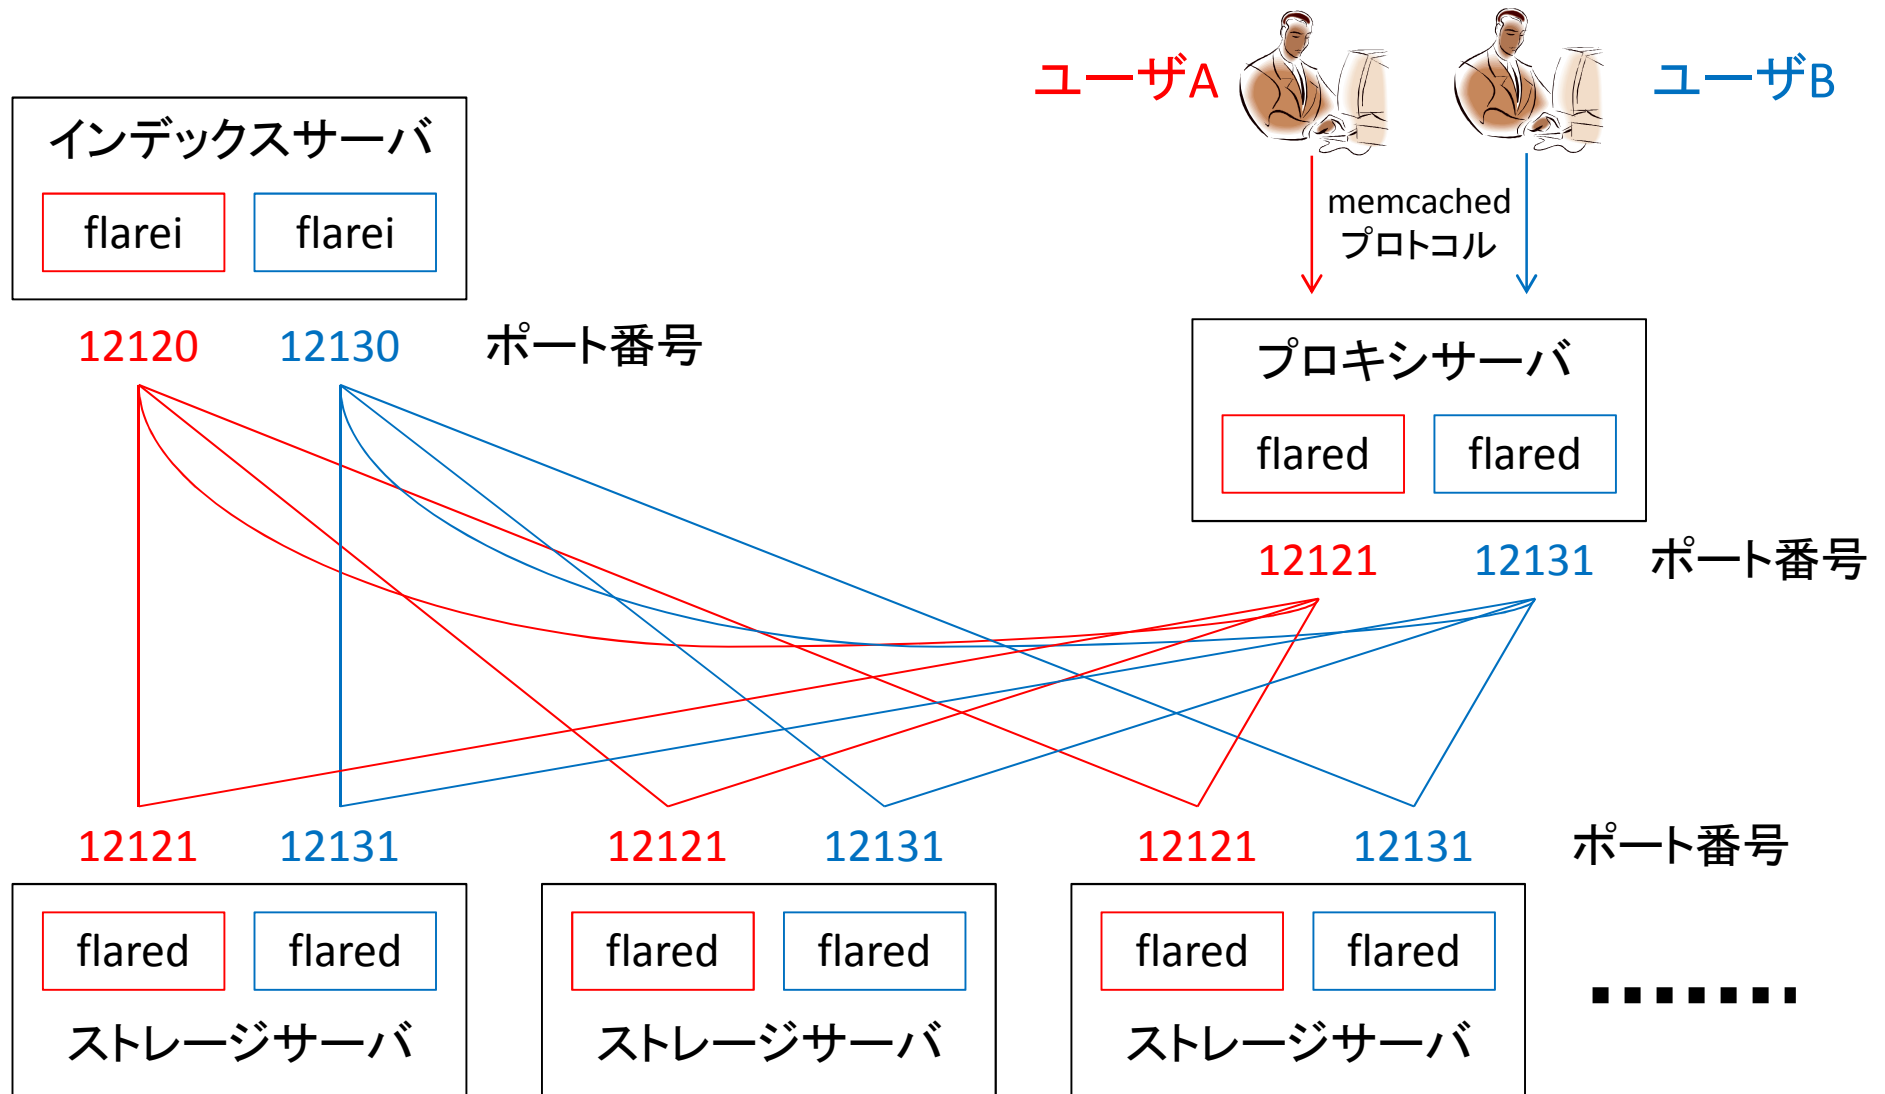 ユーザA
ユーザB
インデックスサーバ
flarei
flarei
memcached
プロトコル
12120
12130
ポート番号
プロキシサーバ
flared
flared
12121
12131
ポート番号
12121
12131
12121
12131
12121
12131
ポート番号
flared
flared
flared
flared
flared
flared
ストレージサーバ
ストレージサーバ
ストレージサーバ